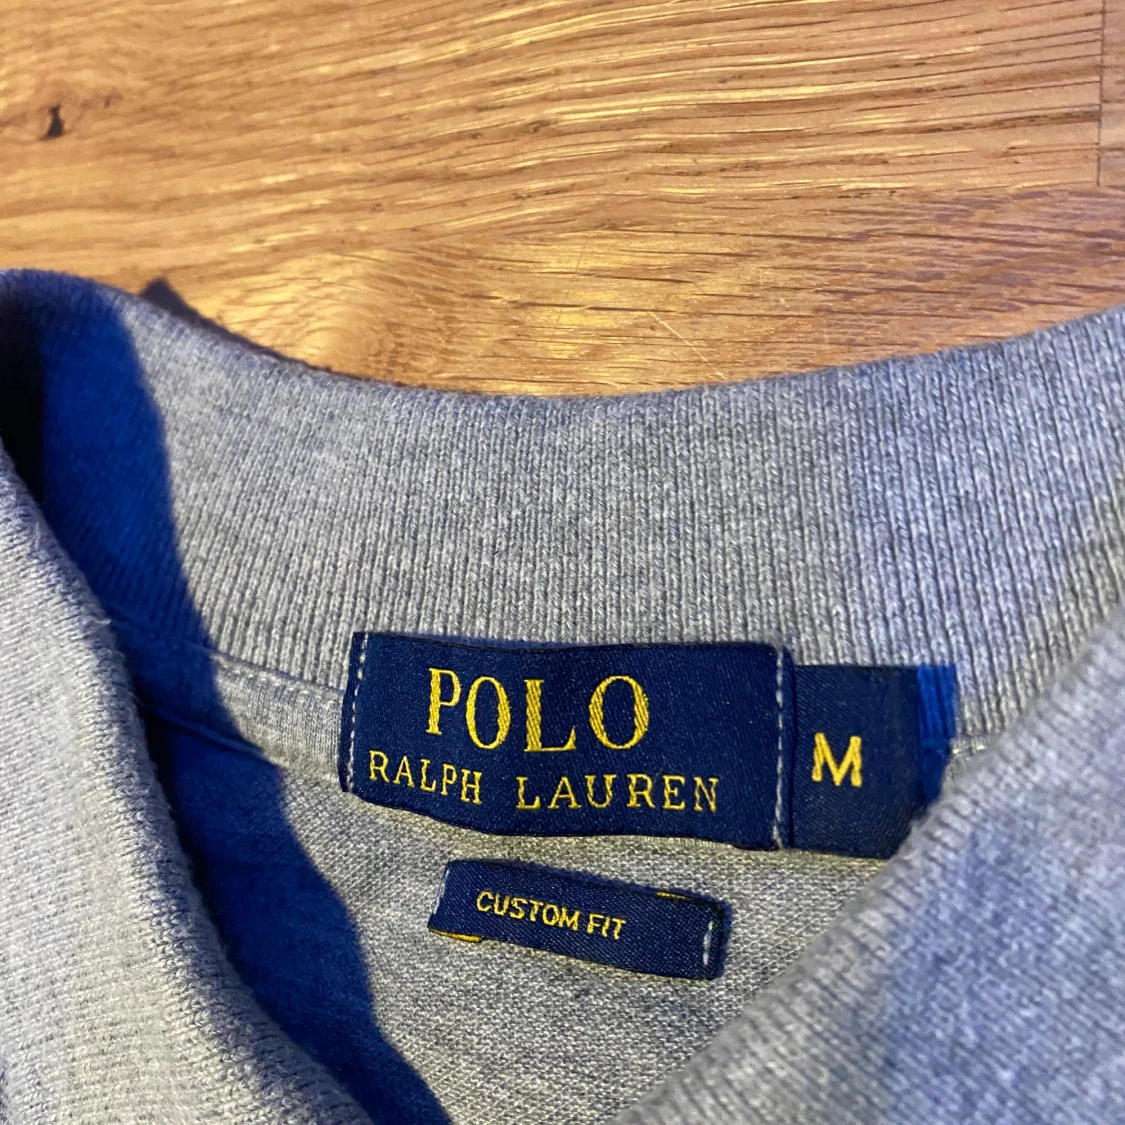 POLO
RALPH LAUREN
M
CUSTOM FIT